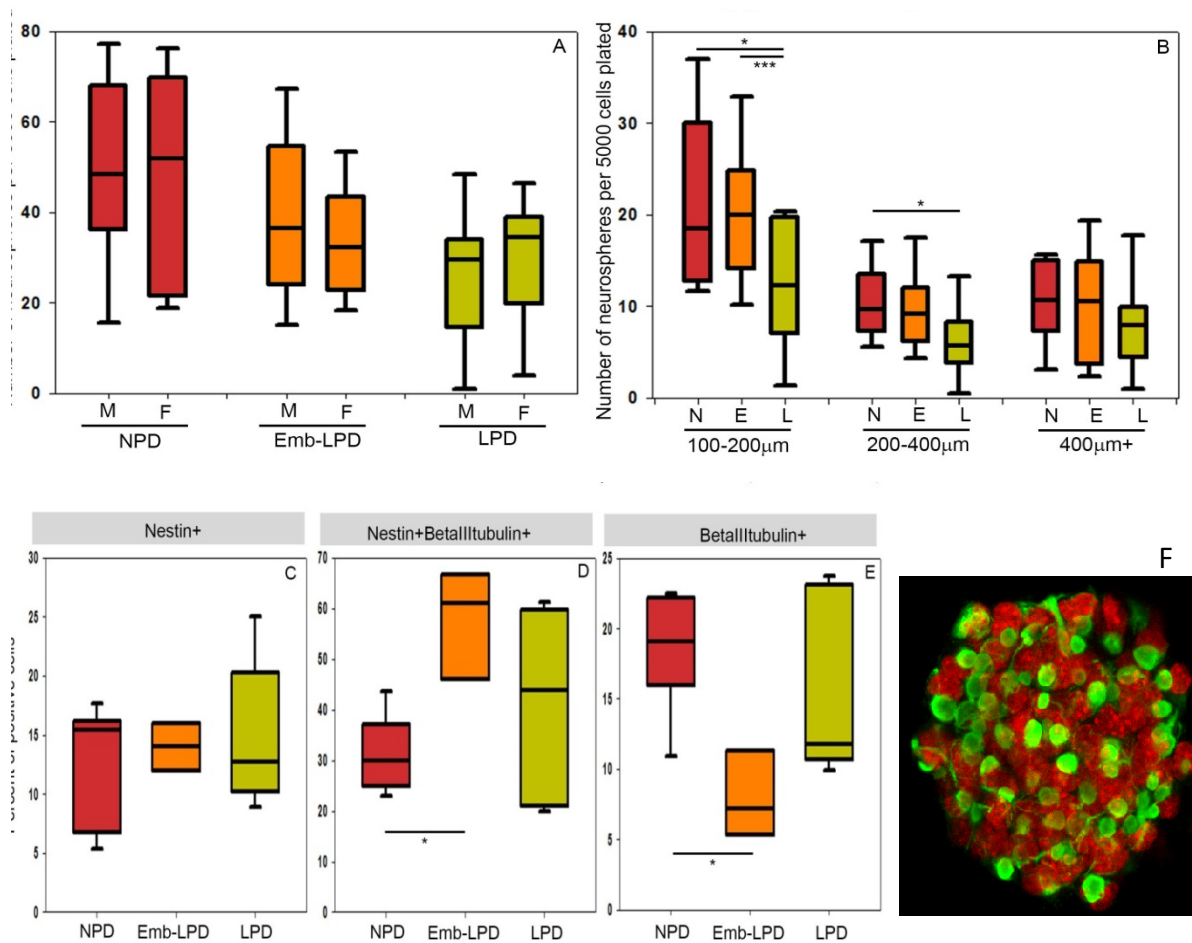 A
80
60
40
20
0
M F M F M F
NPD Emb-LPD LPD
B
Number of neurospheres per 5000 cells plated
40
30
20
10
0
*
***
*
N E L N E L N E L
100-200μm 200-400μm 400μm+
Nestin+
C
30
25
20
15
10
5
0
NPD Emb-LPD LPD
Nestin+BetaIIItubulin+
D
70
60
50
40
30
20
10
0
*
NPD Emb-LPD LPD
BetaIIItubulin+
E
25
20
15
10
5
0
*
NPD Emb-LPD LPD
F